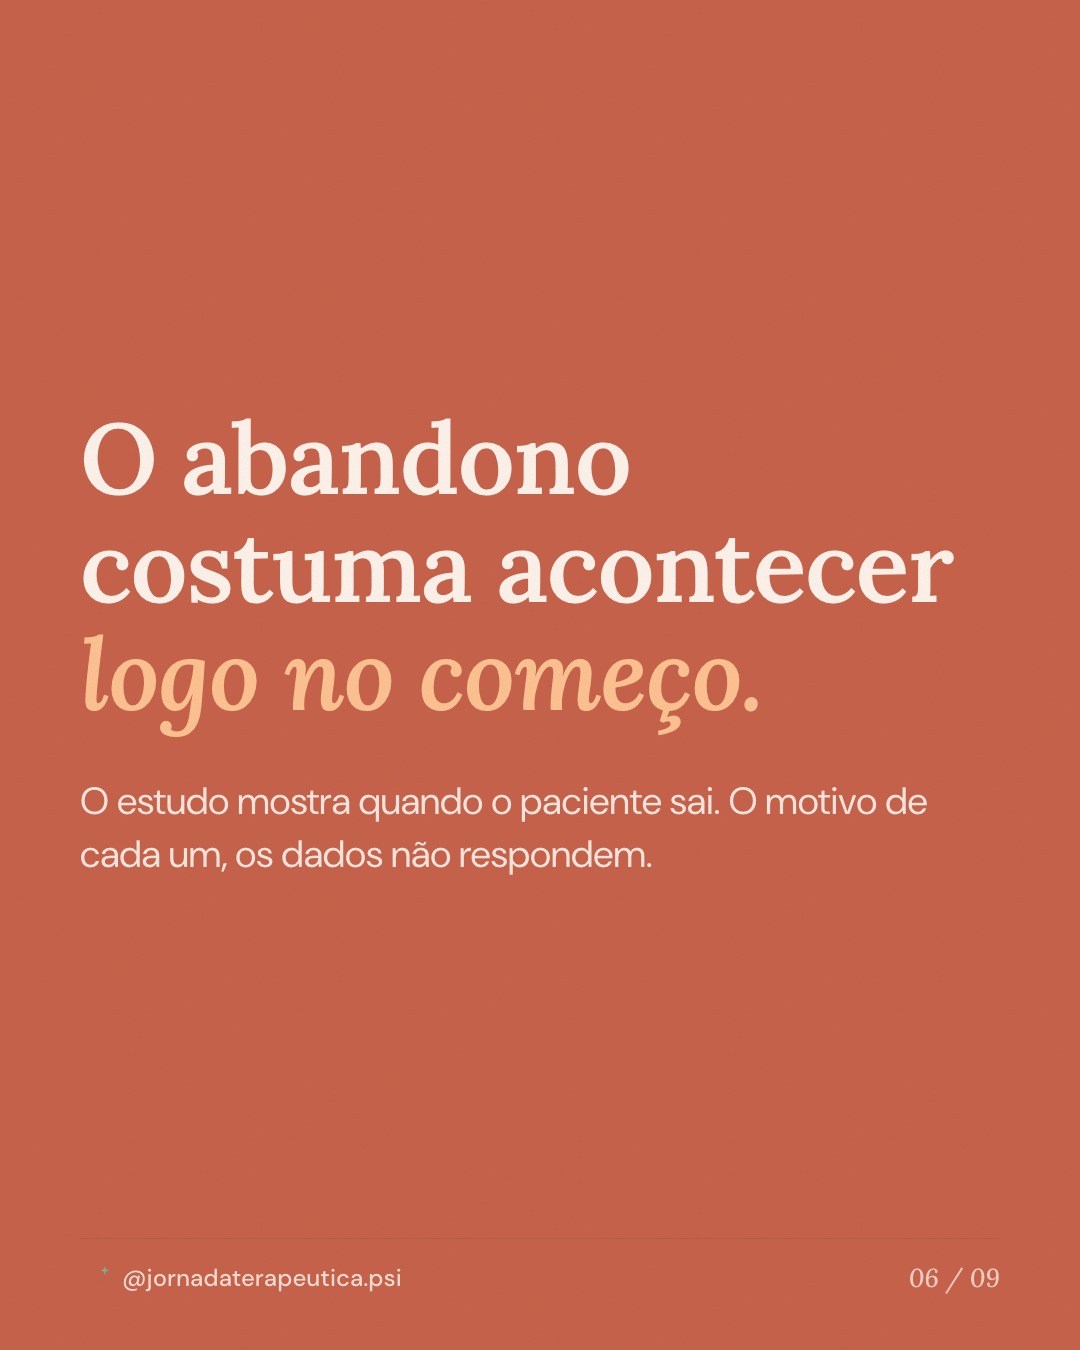 O abandono
costuma acontecer
logo no começo.
O estudo mostra quando o paciente sai. O motivo de
cada um, os dados não respondem.
@jornadaterapeutica.psi
06 / 09